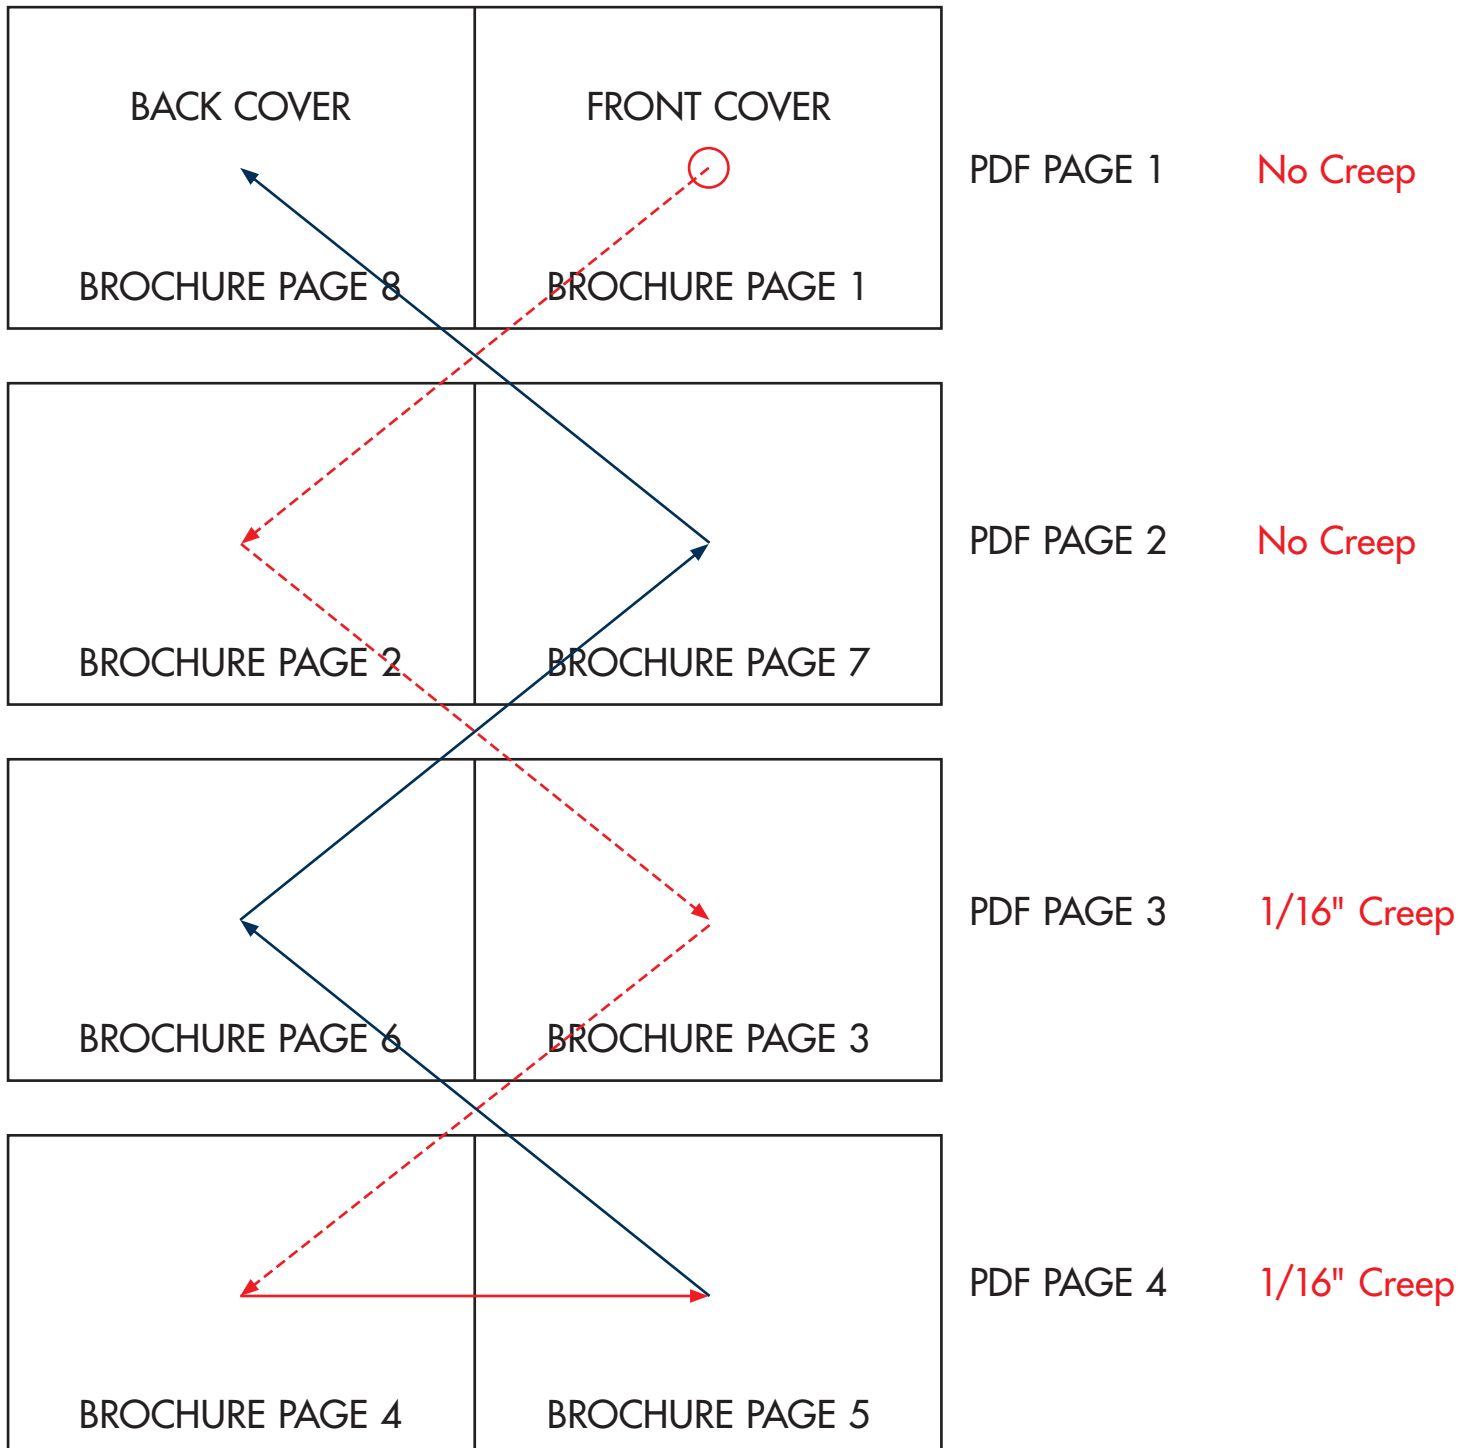 BACK COVER
FRONT COVER
PDF PAGE 1
No Creep
BROCHURE PAGE 8
BROCHURE PAGE 1
PDF PAGE 2
No Creep
BROCHURE PAGE 2
BROCHURE PAGE 7
PDF PAGE 3
1/16" Creep
BROCHURE PAGE 6
BROCHURE PAGE 3
PDF PAGE 4
1/16" Creep
BROCHURE PAGE 4
BROCHURE PAGE 5